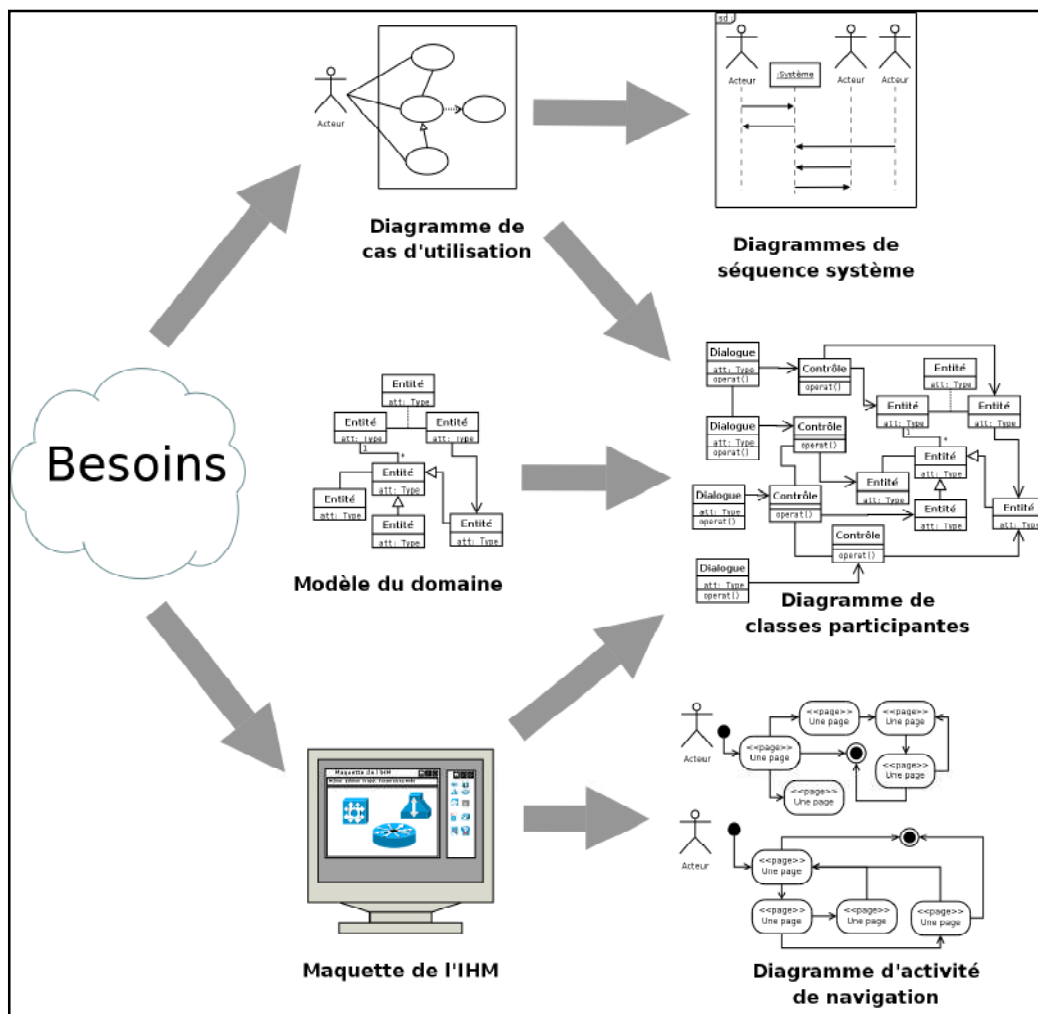 sd :
Acteur
:Système
Acteur
Acteur
Acteur
Diagramme de
cas d'utilisation
Diagrammes de
séquence système
Besoins
Entité
att: Type
Entité
att: Type
Entité
att: Type
1
*
Entité
att: Type
Entité
att: Type
Entité
att: Type
Entité
att: Type
Modèle du domaine
Dialogue
att: Type
operat()
Contrôle
operat()
Entité
att: Type
Entité
att: Type
Entité
att: Type
Dialogue
att: Type
operat()
Contrôle
operat()
1
*
Entité
att: Type
Entité
att: Type
Dialogue
att: Type
operat()
Contrôle
operat()
Entité
att: Type
Entité
att: Type
Contrôle
operat()
Dialogue
att: Type
operat()
Diagramme de
classes participantes
Maquette de l'IHM
Maquette de l'IHM
Acteur
<<page>>
Une page
<<page>>
Une page
<<page>>
Une page
<<page>>
Une page
<<page>>
Une page
Acteur
<<page>>
Une page
<<page>>
Une page
<<page>>
Une page
<<page>>
Une page
Diagramme d'activité
de navigation